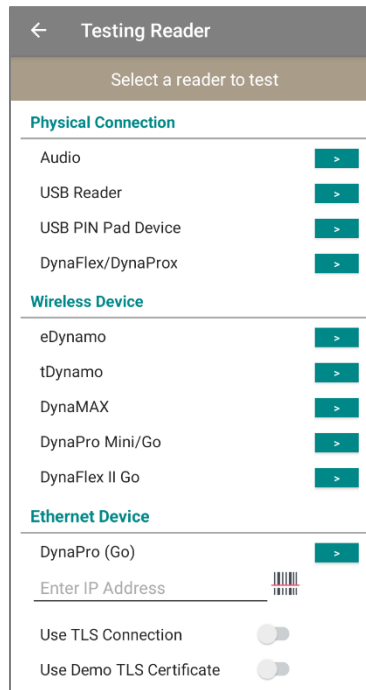 ← Testing Reader
Select a reader to test
Physical Connection
Audio >
USB Reader >
USB PIN Pad Device >
DynaFlex/DynaProx >
Wireless Device
eDynamo >
tDynamo >
DynaMAX >
DynaPro Mini/Go >
DynaFlex II Go >
Ethernet Device
DynaPro (Go) >
Enter IP Address
Use TLS Connection
Use Demo TLS Certificate